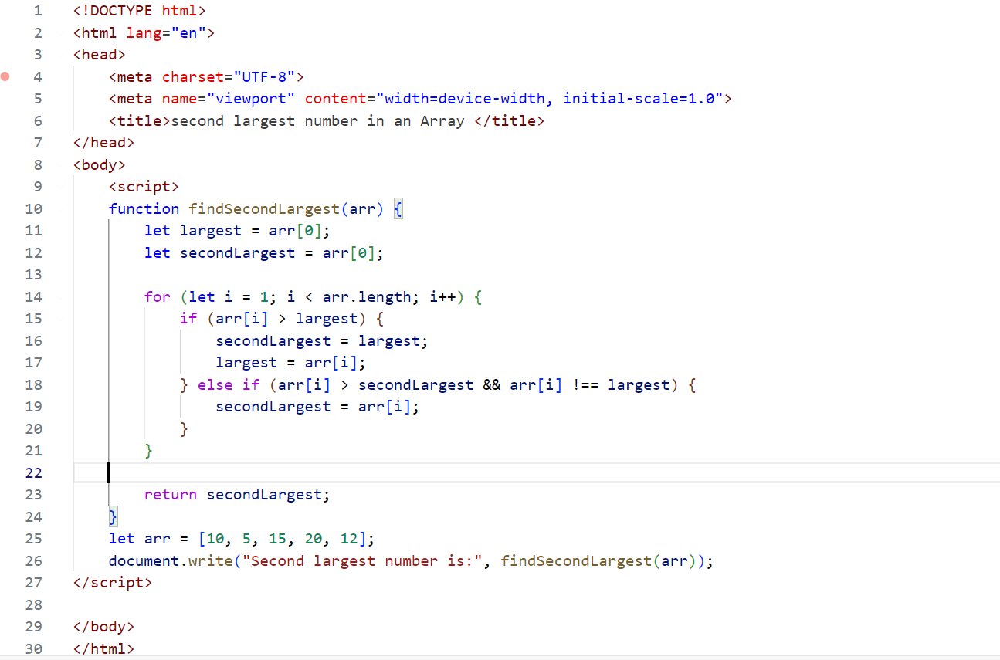 1 <!DOCTYPE html>
2 <html lang="en">
3 <head>
4     <meta charset="UTF-8">
5     <meta name="viewport" content="width=device-width, initial-scale=1.0">
6     <title>second largest number in an Array </title>
7 </head>
8 <body>
9     <script>
10     function findSecondLargest(arr) {
11         let largest = arr[0];
12         let secondLargest = arr[0];
13
14         for (let i = 1; i < arr.length; i++) {
15             if (arr[i] > largest) {
16                 secondLargest = largest;
17                 largest = arr[i];
18             } else if (arr[i] > secondLargest && arr[i] !== largest) {
19                 secondLargest = arr[i];
20             }
21         }
22
23         return secondLargest;
24     }
25     let arr = [10, 5, 15, 20, 12];
26     document.write("Second largest number is:", findSecondLargest(arr));
27 </script>
28
29 </body>
30 </html>